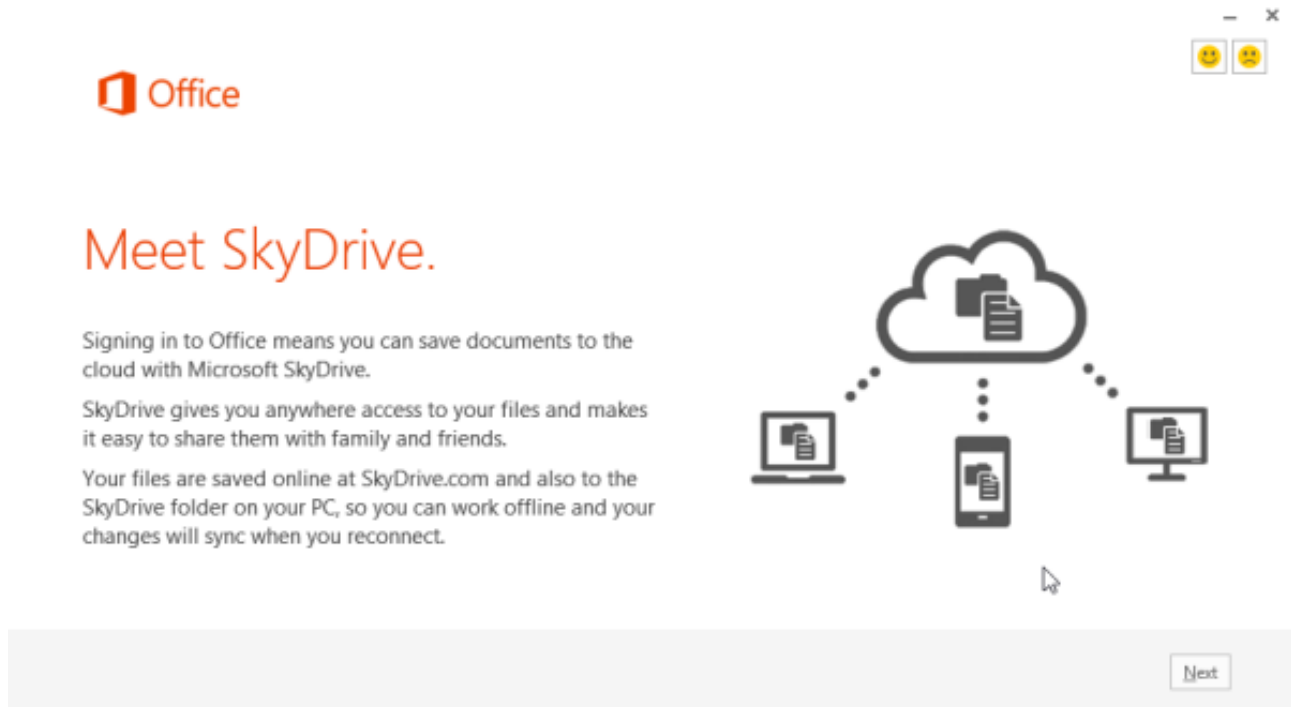 Office
Meet SkyDrive.
Signing in to Office means you can save documents to the
cloud with Microsoft SkyDrive.
SkyDrive gives you anywhere access to your files and makes
it easy to share them with family and friends.
Your files are saved online at SkyDrive.com and also to the
SkyDrive folder on your PC, so you can work offline and your
changes will sync when you reconnect.
Next